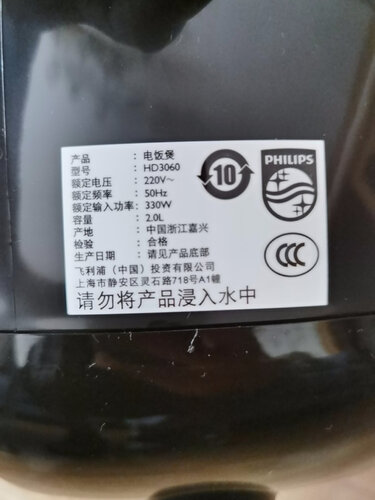 产品 : 电饭煲
型号 : HD3060
额定电压 : 220V~
额定频率 : 50Hz
额定输入功率: 330W
容量 : 2.0L
产地 : 中国浙江嘉兴
检验 : 合格
生产日期 : 请见产品底部
飞利浦（中国）投资有限公司
上海市静安区灵石路718号A1幢
请勿将产品浸入水中
10
PHILIPS
CCC